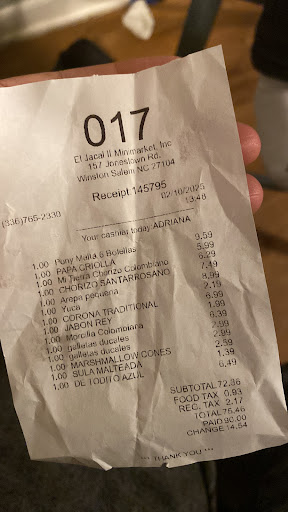 017
El Jacal II Minimarket, Inc
157 Jonestown Rd.
Winston Salem NC 27104
Receipt 145795
(336)765-2330 02/10/2025
13:48
Your cashier today-ADRIANA
1.00 Pony Malta 6 Botellas 9.59
1.00 PAPA CRIOLLA 5.99
1.00 Mi Tierra Chorizo Colombiano 6.29
1.00 CHORIZO SANTARROSANO 7.49
1.00 Arepa pequena 8.99
1.00 Yuca 2.19
1.00 CORONA TRADITIONAL 6.99
1.00 JABON REY 1.99
1.00 Morcilla Colombiana 6.39
1.00 galletas ducales 2.99
1.00 galletas ducales 2.99
1.00 MARSHMALLOW CONES 2.59
1.00 SULA MALTEADA 1.39
1.00 DE TODITO AZUL 6.49
SUBTOTAL 72.36
FOOD TAX 0.93
REG. TAX 2.17
TOTAL 75.46
PAID 90.00
CHANGE 14.54
*** THANK YOU ***